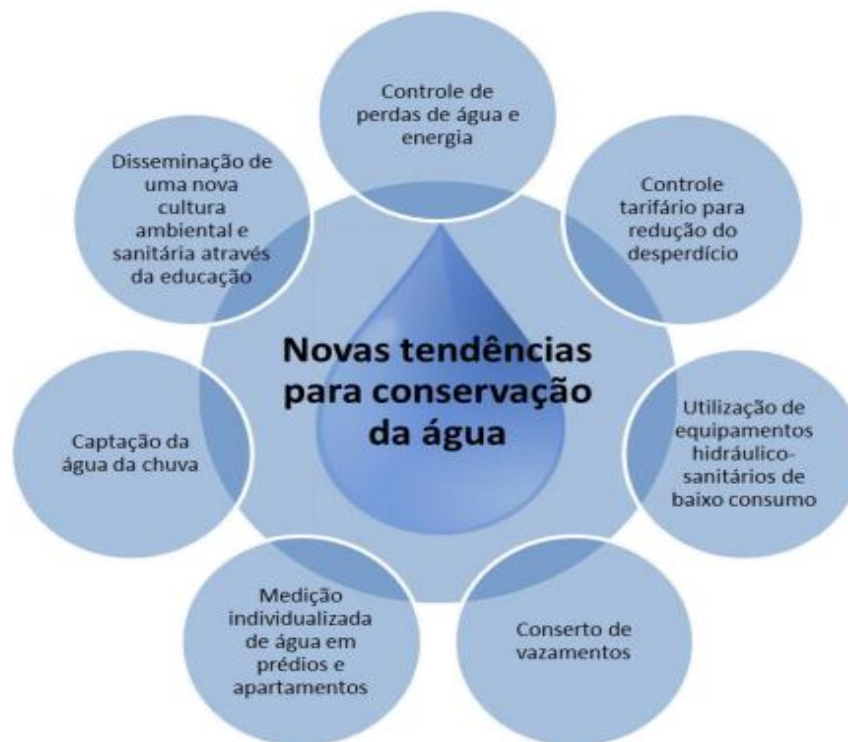 Controle de
perdas de água e
energia
Controle
tarifário para
redução do
desperdício
Utilização de
equipamentos
hidráulico-
sanitários de
baixo consumo
Conserto de
vazamentos
Medição
individualizada
de água em
prédios e
apartamentos
Captação da
água da chuva
Disseminação de
uma nova
cultura
ambiental e
sanitária através
da educação
Novas tendências
para conservação
da água